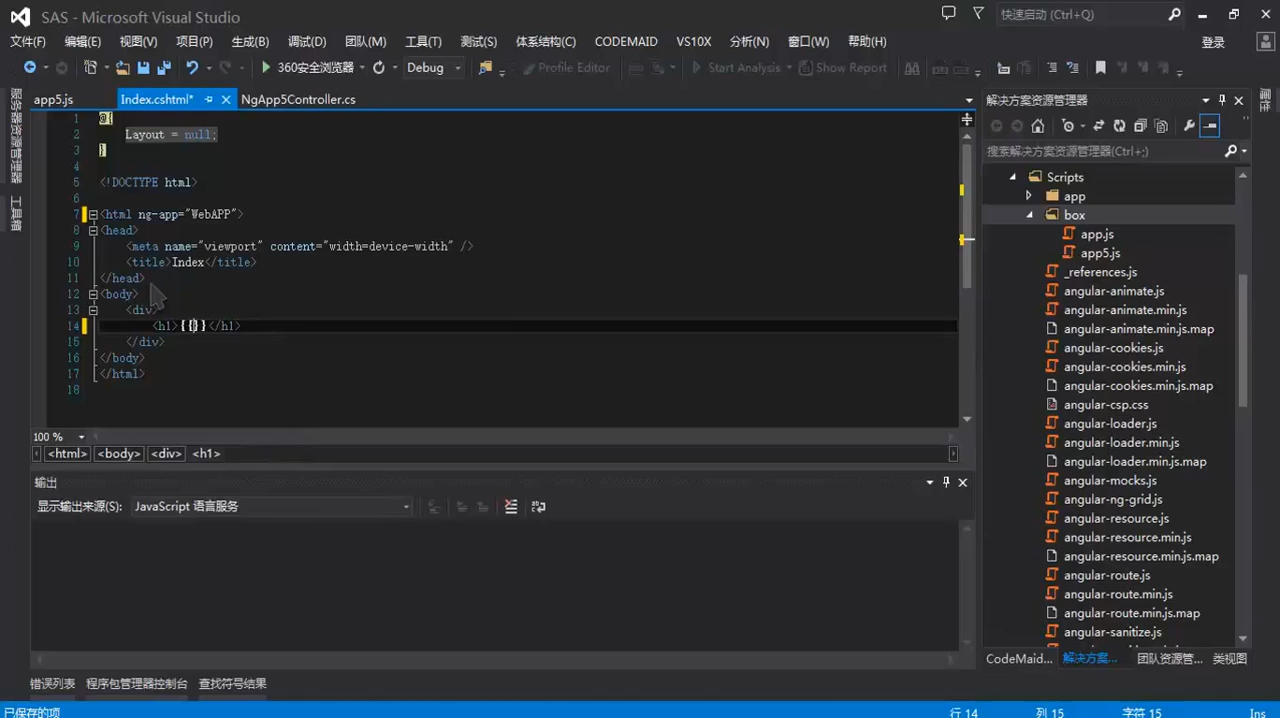 SAS - Microsoft Visual Studio
快速启动 (Ctrl+Q)
文件(F) 编辑(E) 视图(V) 项目(P) 生成(B) 调试(D) 团队(M) 工具(T) 测试(S) 体系结构(C) CODEMAID VS10X 分析(N) 窗口(W) 帮助(H) 登录
360安全浏览器 Debug Profile Editor Start Analysis Show Report
服务器资源管理器
工具箱
app5.js Index.cshtml* NgApp5Controller.cs
1 @{
2 Layout = null;
3 }
4
5 <!DOCTYPE html>
6
7 <html ng-app="WebAPP">
8 <head>
9 <meta name="viewport" content="width=device-width" />
10 <title>Index</title>
11 </head>
12 <body>
13 <div>
14 <h1>{{}}</h1>
15 </div>
16 </body>
17 </html>
18
100 %
<html> <body> <div> <h1>
输出
显示输出来源(S): JavaScript 语言服务
错误列表 程序包管理器控制台 查找符号结果
解决方案资源管理器
搜索解决方案资源管理器(Ctrl+;)
Scripts
app
box
app.js
app5.js
_references.js
angular-animate.js
angular-animate.min.js
angular-animate.min.js.map
angular-cookies.js
angular-cookies.min.js
angular-cookies.min.js.map
angular-csp.css
angular-loader.js
angular-loader.min.js
angular-loader.min.js.map
angular-mocks.js
angular-ng-grid.js
angular-resource.js
angular-resource.min.js
angular-resource.min.js.map
angular-route.js
angular-route.min.js
angular-route.min.js.map
angular-sanitize.js
CodeMaid... 解决方案... 团队资源管... 类视图
属性
已保存的项 行 14 列 15 字符 15 Ins